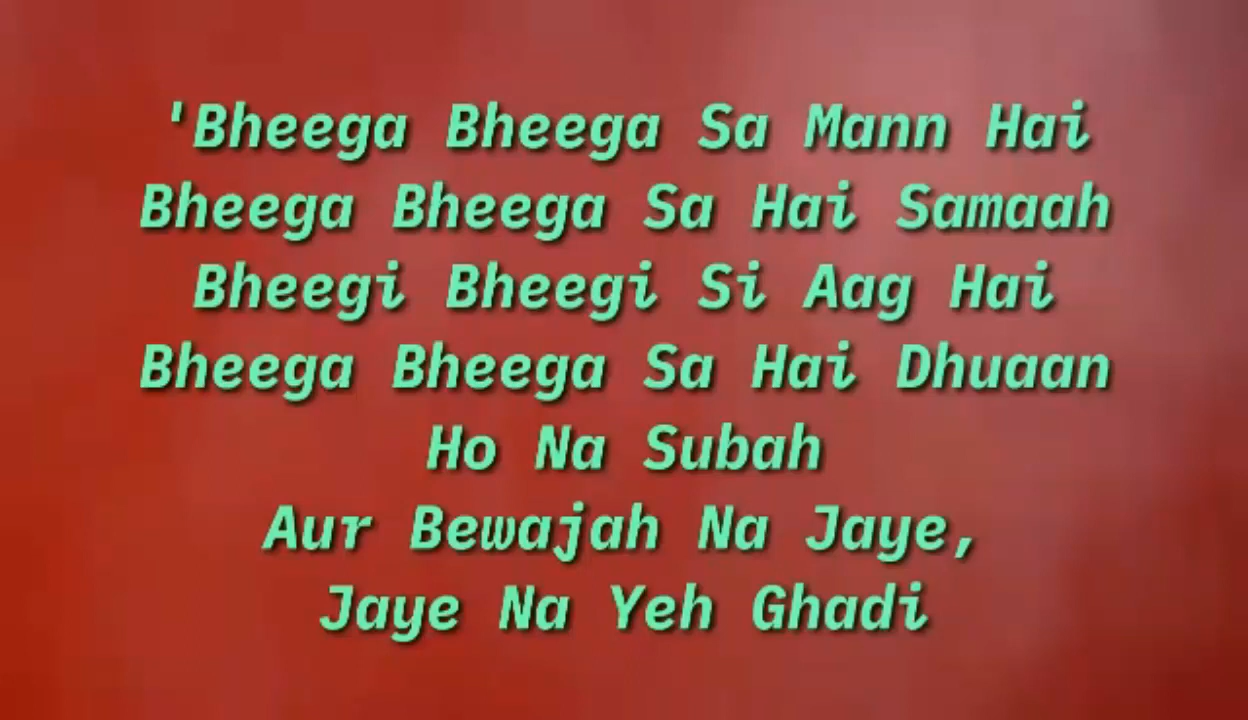 'Bheega Bheega Sa Mann Hai
Bheega Bheega Sa Hai Samaah
Bheegi Bheegi Si Aag Hai
Bheega Bheega Sa Hai Dhuaan
Ho Na Subah
Aur Bewajah Na Jaye,
Jaye Na Yeh Ghadi